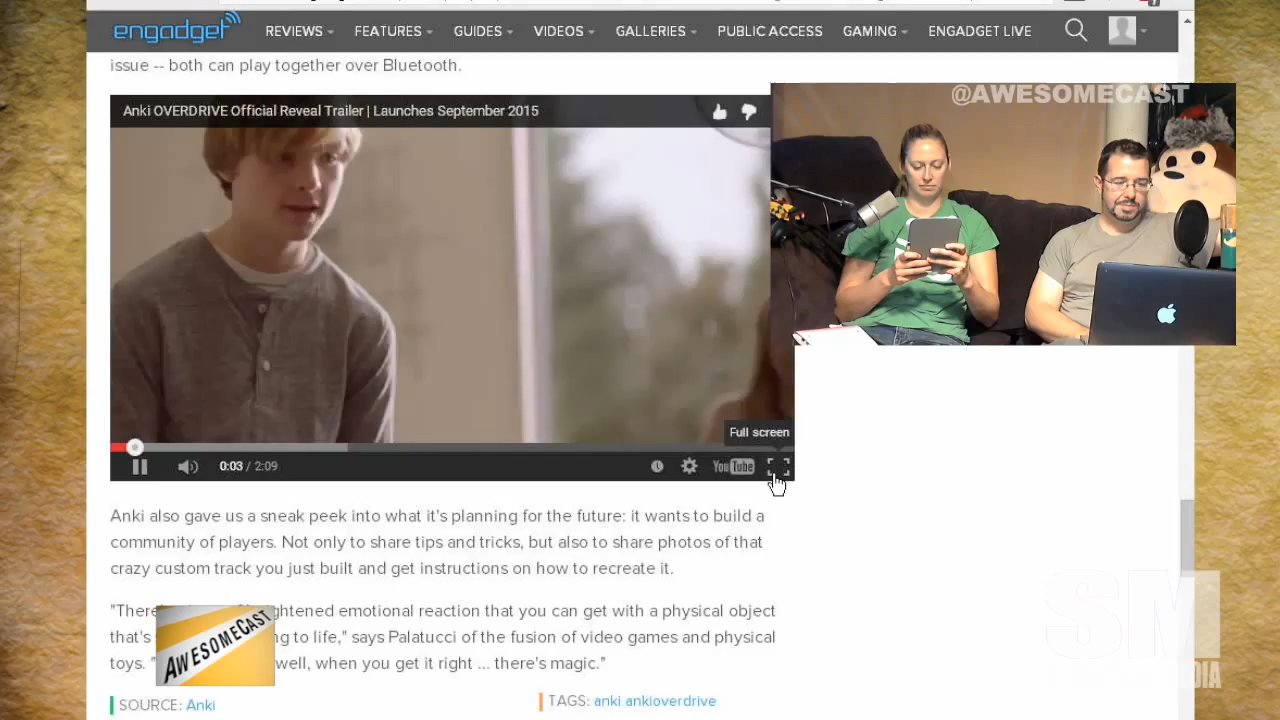 engadget
REVIEWS FEATURES GUIDES VIDEOS GALLERIES PUBLIC ACCESS GAMING ENGADGET LIVE
issue -- both can play together over Bluetooth.
Anki OVERDRIVE Official Reveal Trailer | Launches September 2015
@AWESOMECAST
Full screen
0:03 / 2:09
YouTube
Anki also gave us a sneak peek into what it's planning for the future: it wants to build a
community of players. Not only to share tips and tricks, but also to share photos of that
crazy custom track you just built and get instructions on how to recreate it.
"There ightened emotional reaction that you can get with a physical object
that's ng to life," says Palatucci of the fusion of video games and physical
toys. " well, when you get it right ... there's magic."
AWESOMECAST
SM
DIA
SOURCE: Anki
TAGS: anki ankioverdrive